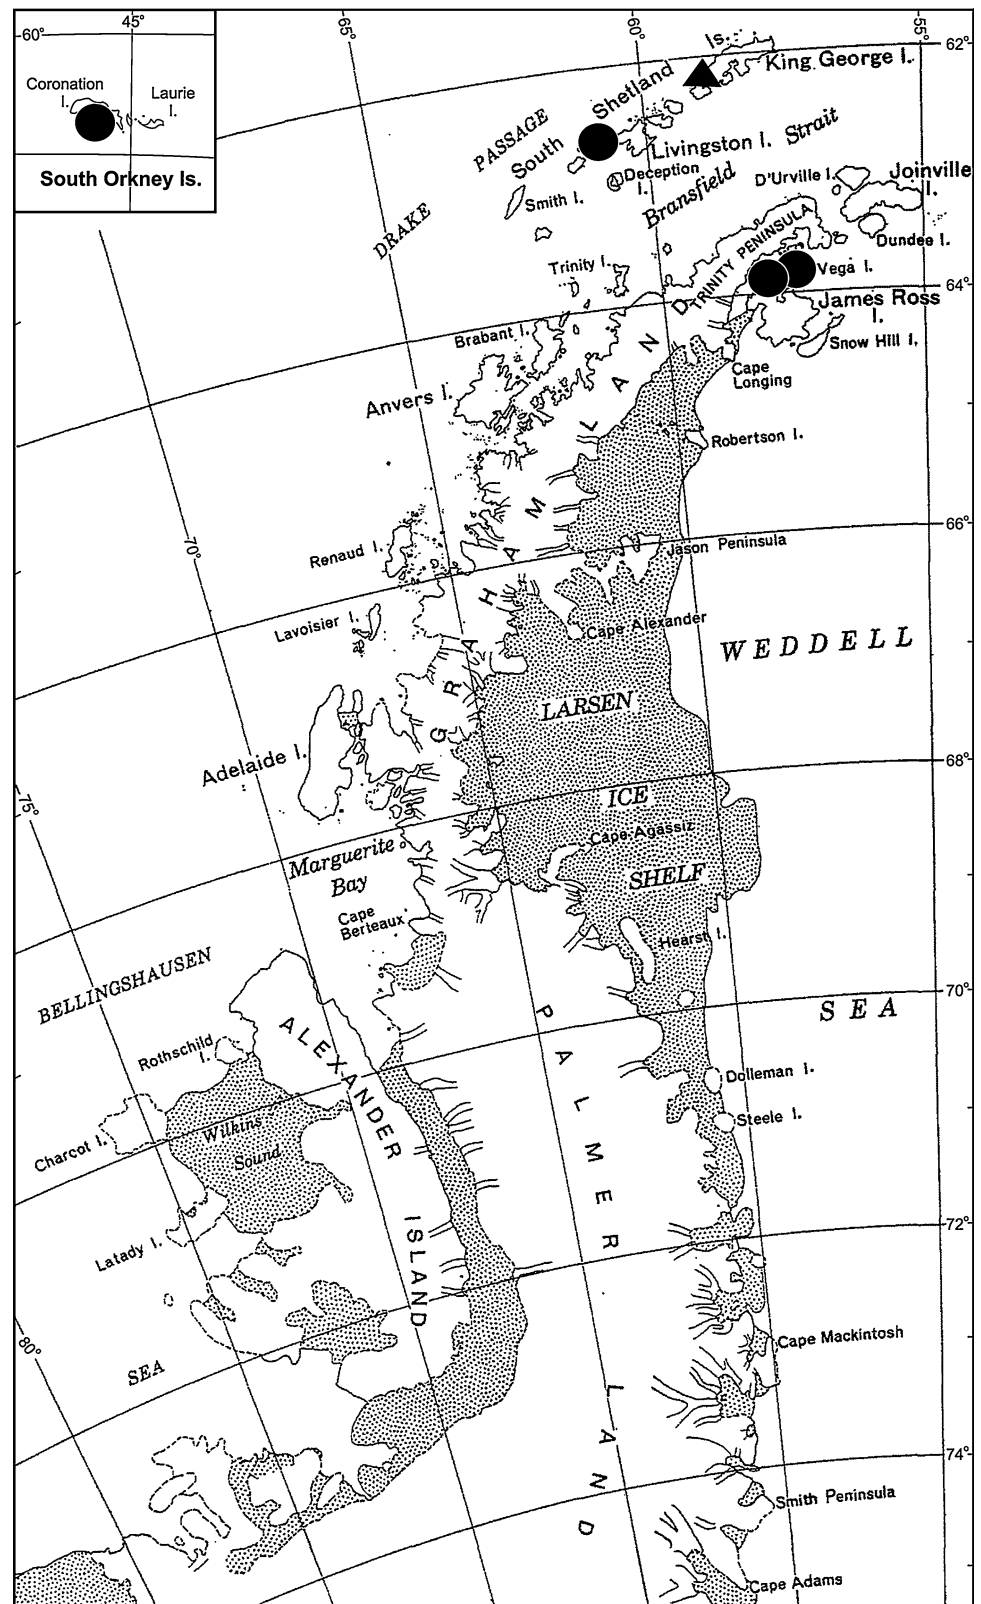 45°
60°
Coronation
I.
Laurie
I.
South Orkney Is.
65°
60°
55°
62°
South Shetland Is.
King George I.
DRAKE PASSAGE
Livingston I.
Bransfield Strait
Deception
I.
Smith I.
D'Urville I.
Joinville
I.
Dundee I.
Trinity I.
TRINITY PENINSULA
Vega I.
64°
James Ross
I.
Snow Hill I.
Brabant I.
Cape
Longing
Anvers I.
Robertson I.
66°
Jason Peninsula
70°
Renaud I.
Lavoisier I.
Cape Alexander
GRAHAM LAND
WEDDELL
LARSEN
Adelaide I.
68°
ICE
75°
Cape Agassiz
Marguerite
Bay
SHELF
Cape
Berteaux
Hearst I.
BELLINGSHAUSEN
70°
SEA
Rothschild
I.
ALEXANDER
ISLAND
Dolleman I.
Steele I.
Wilkins
Sound
Charcot I.
PALMER
LAND
72°
Latady I.
80°
SEA
Cape Mackintosh
74°
Smith Peninsula
Cape Adams